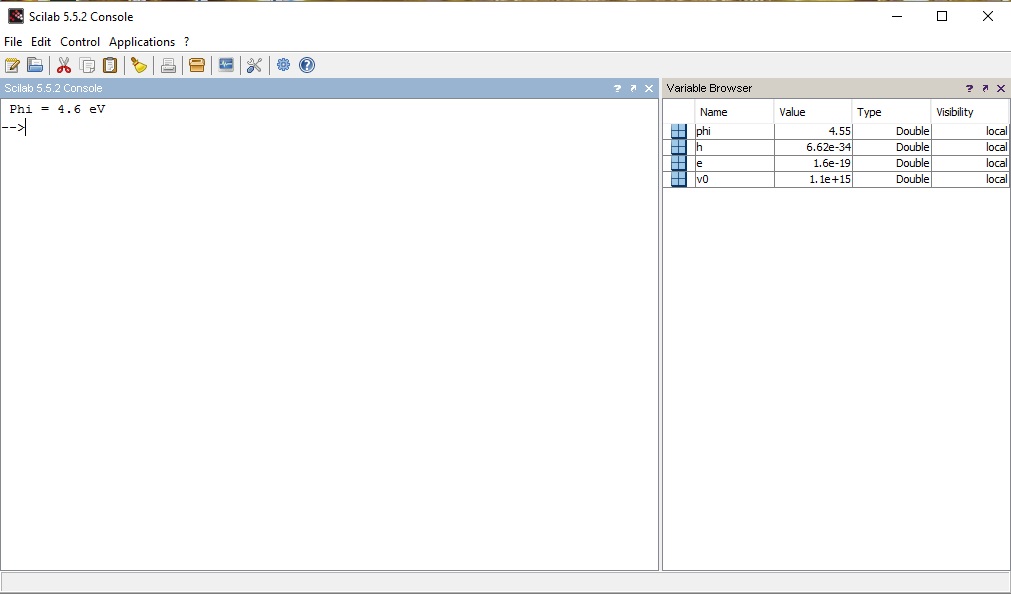 Scilab 5.5.2 Console
File Edit Control Applications ?
Scilab 5.5.2 Console
Phi = 4.6 eV
-->
Variable Browser
Name Value Type Visibility
phi 4.55 Double local
h 6.62e-34 Double local
e 1.6e-19 Double local
v0 1.1e+15 Double local